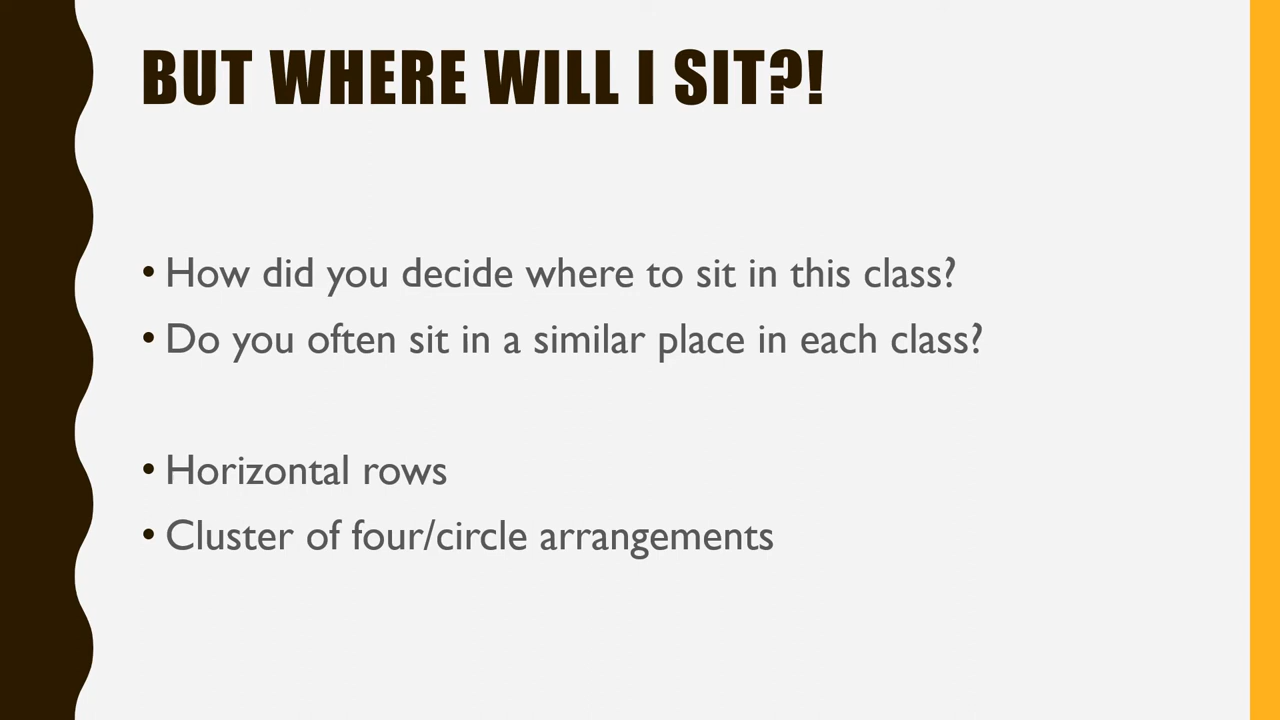 BUT WHERE WILL I SIT?!
• How did you decide where to sit in this class?
• Do you often sit in a similar place in each class?
• Horizontal rows
• Cluster of four/circle arrangements